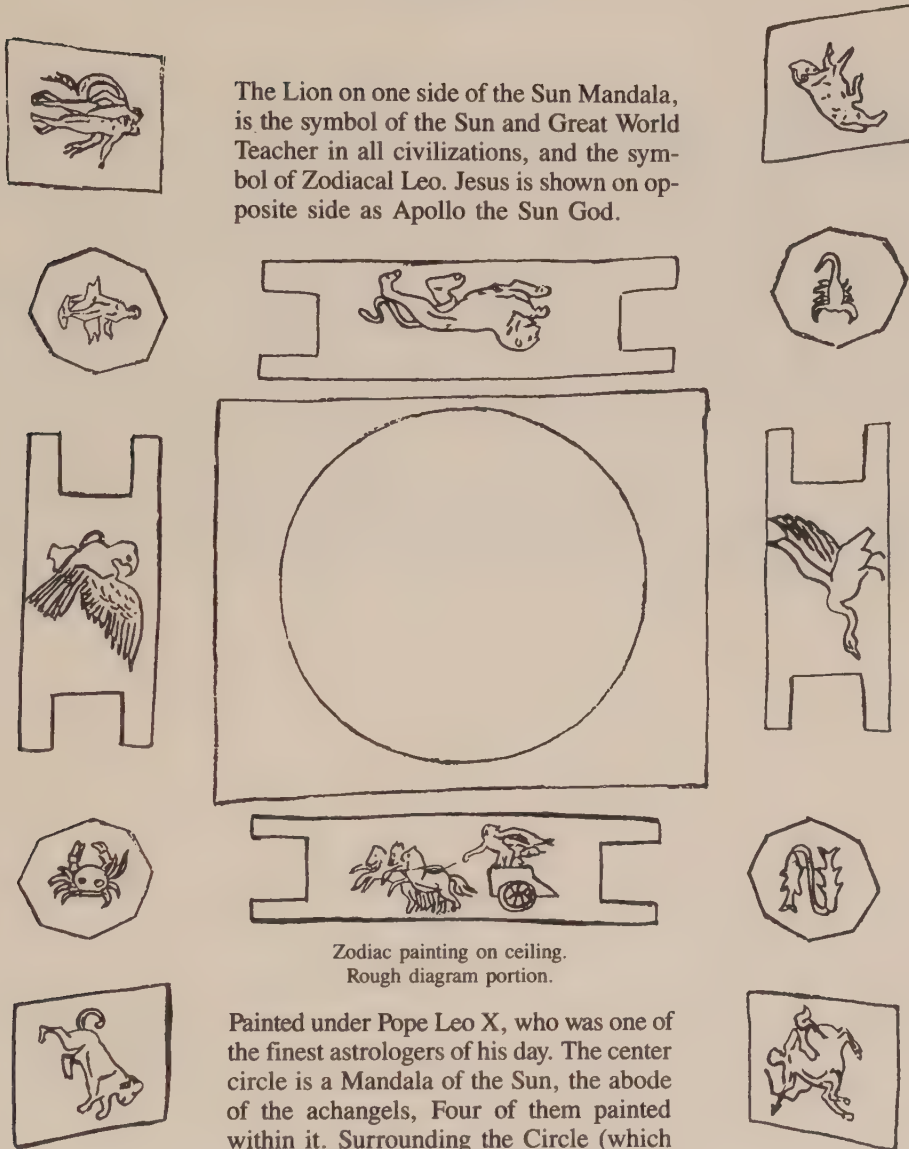 The Lion on one side of the Sun Mandala,
is the symbol of the Sun and Great World
Teacher in all civilizations, and the sym-
bol of Zodiacal Leo. Jesus is shown on op-
posite side as Apollo the Sun God.
Zodiac painting on ceiling.
Rough diagram portion.
Painted under Pope Leo X, who was one of
the finest astrologers of his day. The center
circle is a Mandala of the Sun, the abode
of the achangels, Four of them painted
within it. Surrounding the Circle (which